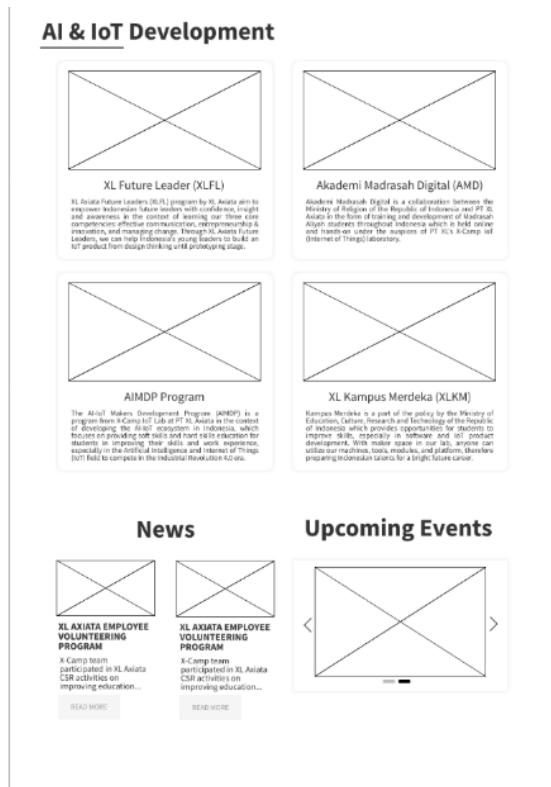 AI & IoT Development
XL Future Leader (XLFL)
XL Axiata Future Leaders (XLFL) program by XL Axiata aim to
empower Indonesian future leaders with confidence, insight
and awareness in the context of learning our three core
competencies: effective communication, entrepreneurship &
innovation, and managing change. Through XL Axiata Future
Leaders, we can help Indonesia's young leaders to build an
IoT product from design thinking until prototyping stage.
Akademi Madrasah Digital (AMD)
Akademi Madrasah Digital is a collaboration between the
Ministry of Religion of the Republic of Indonesia and PT XL
Axiata in the form of training and development of Madrasah
Aliyah students throughout Indonesia which is held online
and hands-on under the auspices of PT XL's X-Camp IoT
(Internet of Things) laboratory.
AIMDP Program
The AI-IoT Makers Development Program (AIMDP) is a
program from X-Camp IoT Lab at PT XL Axiata in the context
of developing the AI-IoT ecosystem in Indonesia, which
focuses on providing soft skills and hard skills education for
students in improving their skills and work experience,
especially in the Artificial Intelligence and Internet of Things
(IoT) field to compete in the Industrial Revolution 4.0 era.
XL Kampus Merdeka (XLKM)
Kampus Merdeka is a part of the policy by the Ministry of
Education, Culture, Research and Technology of the Republic
of Indonesia which provides opportunities for students to
improve skills, especially in software and IoT product
development. With maker space in our lab, anyone can
utilize our machines, tools, modules, and platform, therefore
preparing Indonesian talents for a bright future career.
News
XL AXIATA EMPLOYEE
VOLUNTEERING
PROGRAM
X-Camp team
participated in XL Axiata
CSR activities on
improving education...
READ MORE
XL AXIATA EMPLOYEE
VOLUNTEERING
PROGRAM
X-Camp team
participated in XL Axiata
CSR activities on
improving education...
READ MORE
Upcoming Events